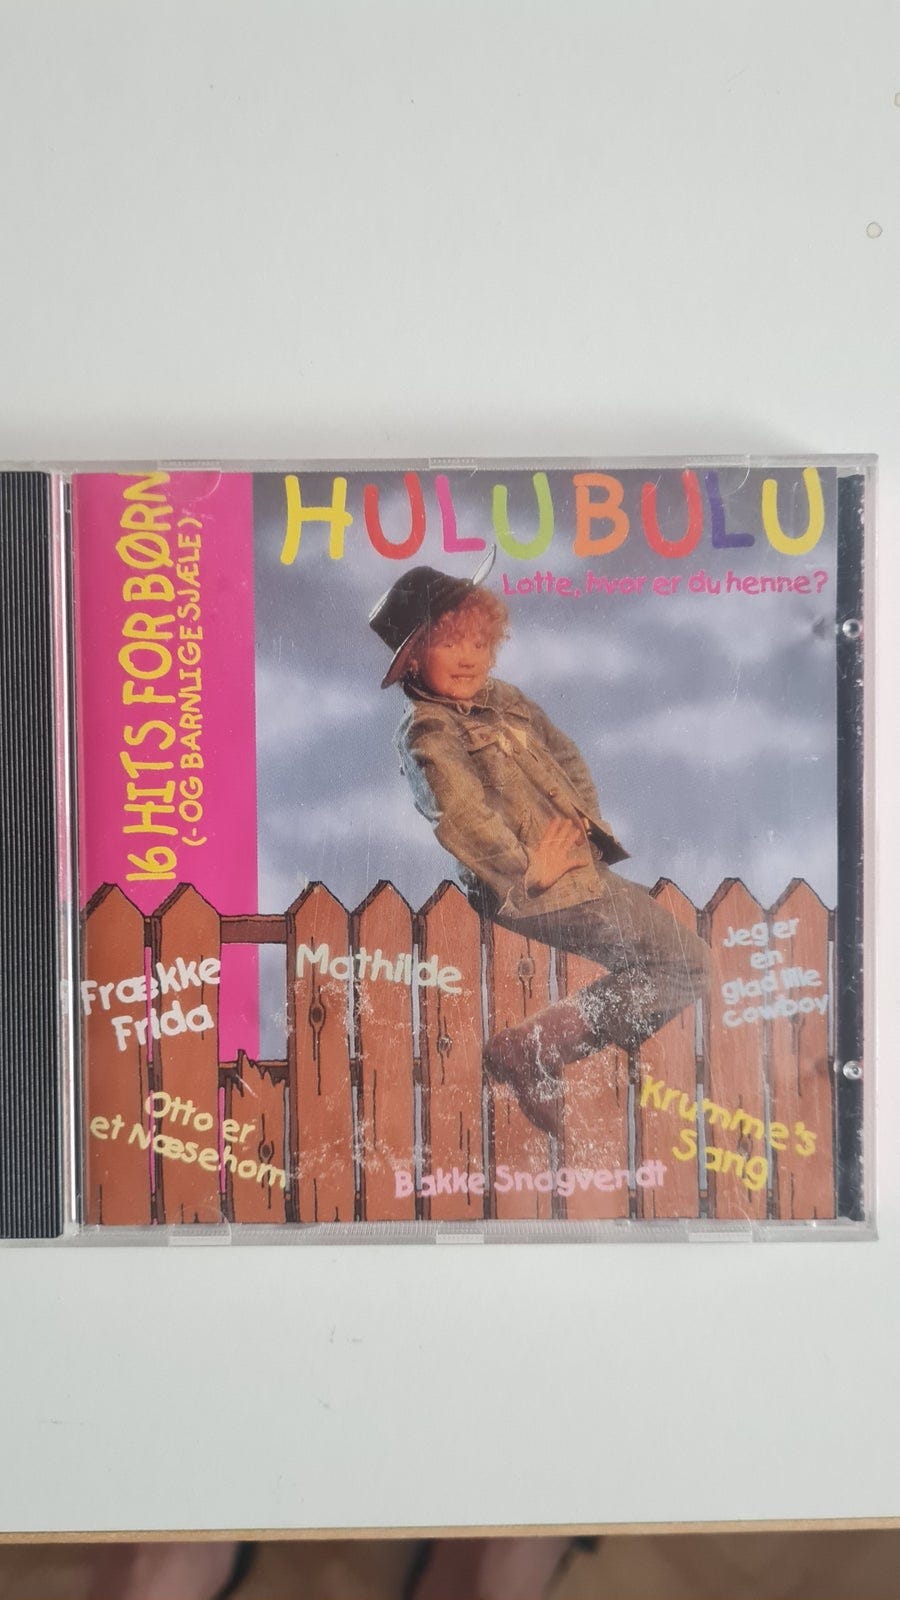 HULUBULU
Lotte, hvor er du henne?
16 HITS FOR BØRN
(-OG BARNLIGE SJÆLE)
Frække
Frida
Mathilde
Jeg er
en
glad lille
cowboy
Otto er
et Næsehorn
Bakke Snagvendt
Krumme's
Sang